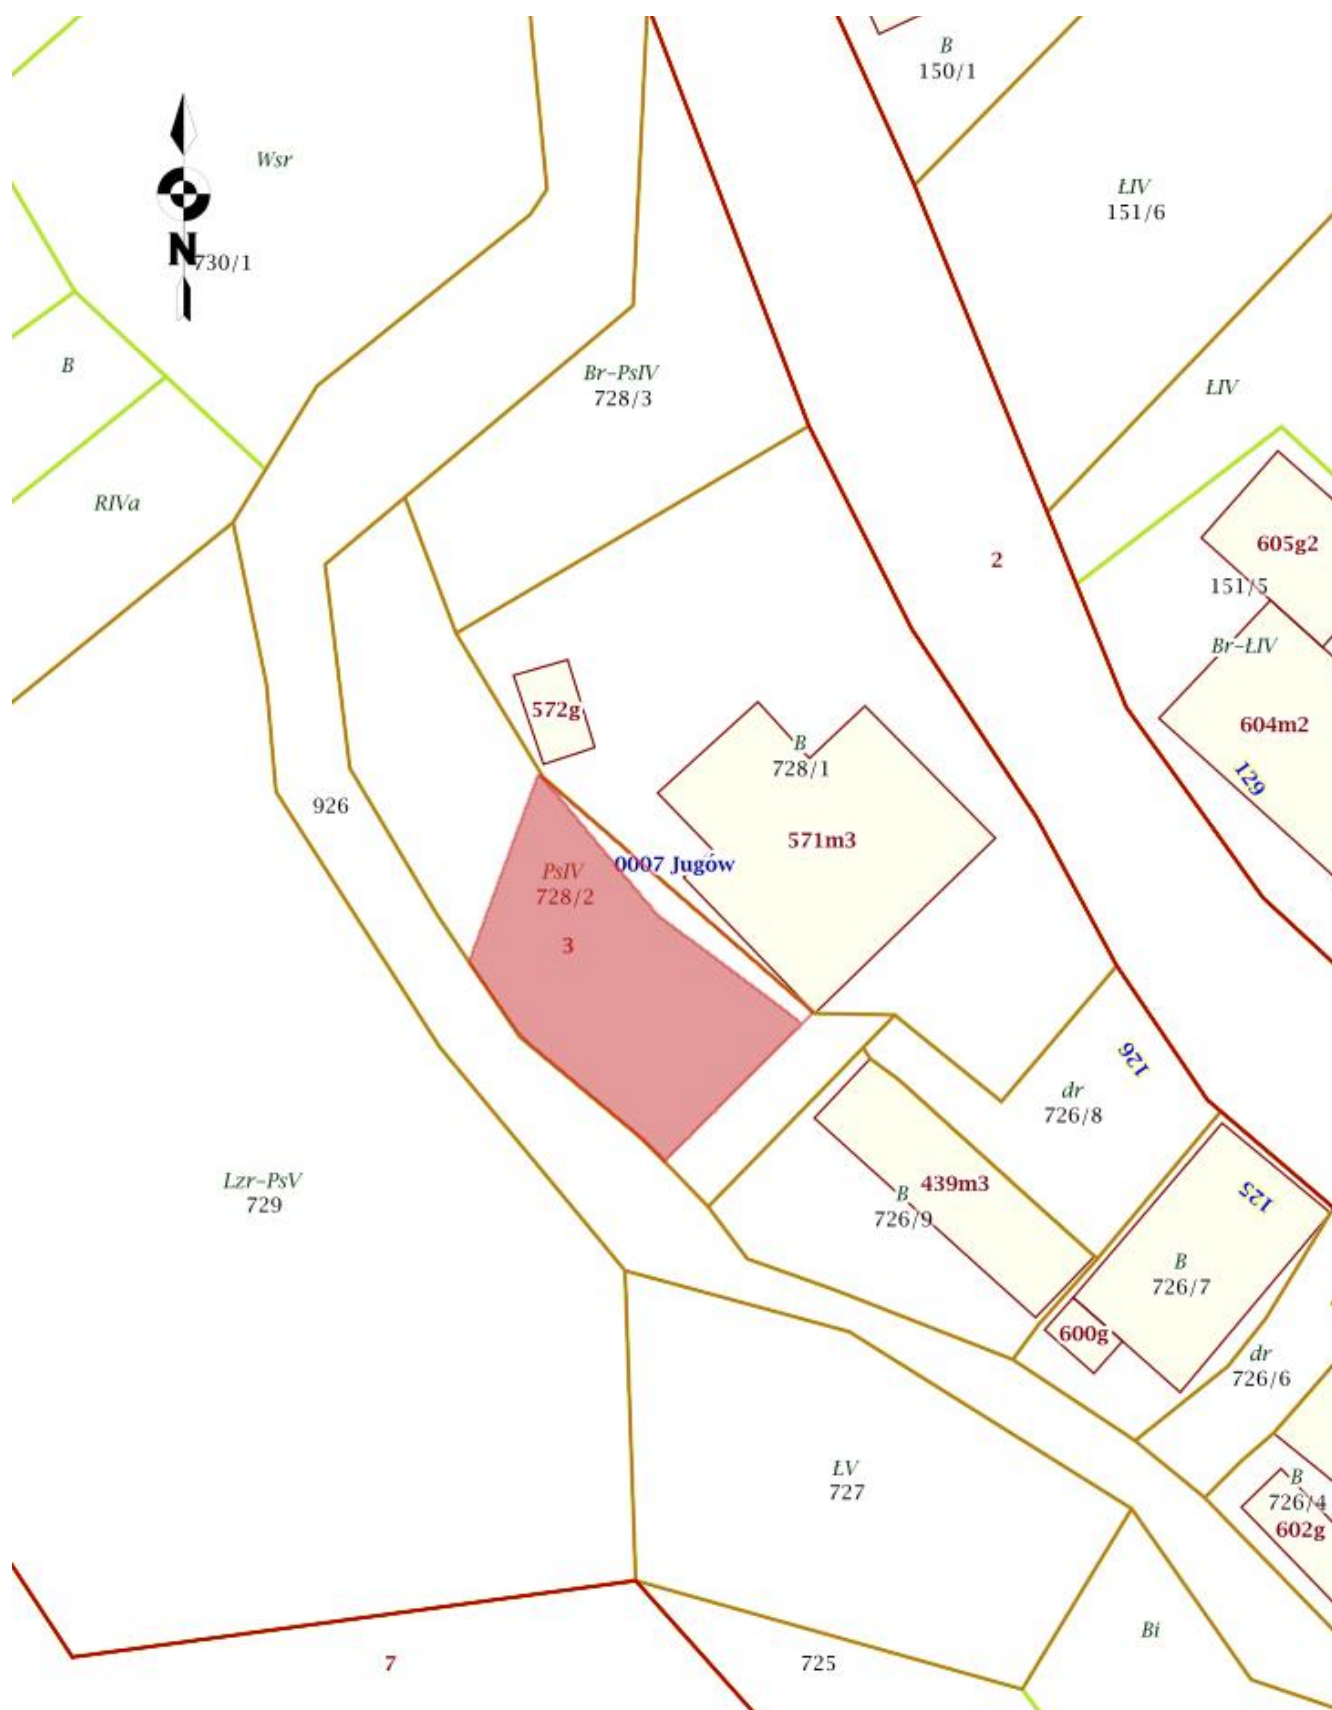 B
150/1
Wsr
ŁIV
151/6
N
730/1
B
Br-PsIV
728/3
ŁIV
RIVa
2
605g2
151/5
Br-ŁIV
572g
604m2
B
728/1
129
926
571m3
0007 Jugów
PsIV
728/2
3
126
dr
726/8
Lzr-PsV
729
439m3
B
726/9
125
B
726/7
600g
dr
726/6
ŁV
727
B
726/4
602g
Bi
7
725